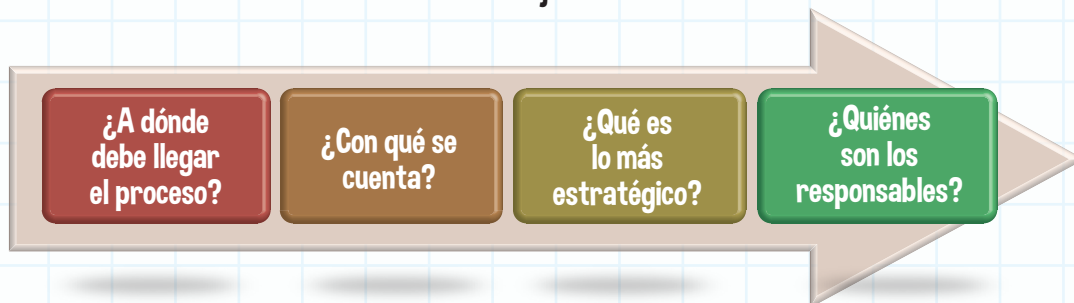 ¿A dónde
debe llegar
el proceso?
¿Con qué se
cuenta?
¿Qué es
lo más
estratégico?
¿Quiénes
son los
responsables?